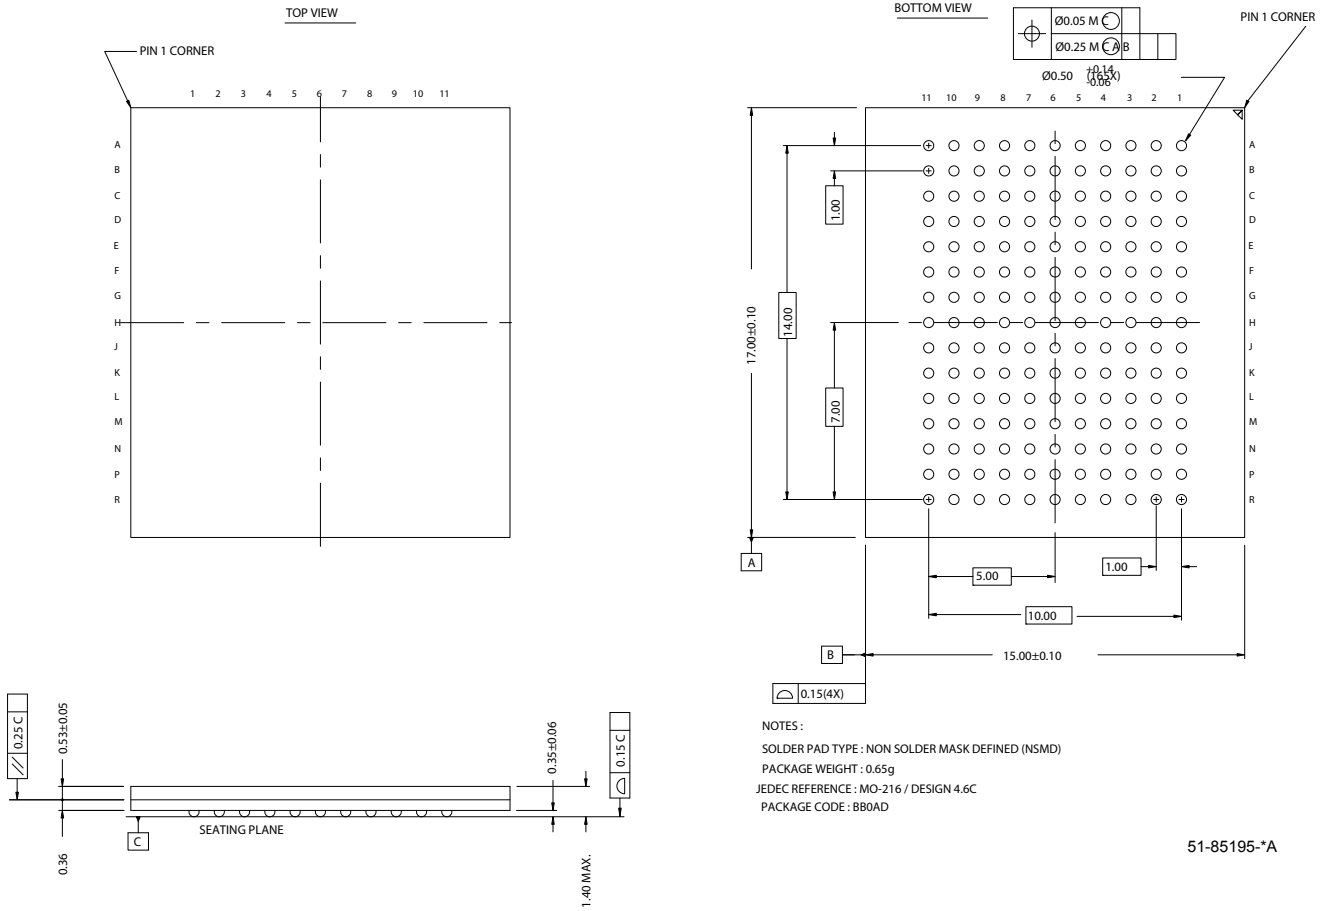 TOP VIEW
PIN 1 CORNER
1 2 3 4 5 6 7 8 9 10 11
A
B
C
D
E
F
G
H
J
K
L
M
N
P
R
BOTTOM VIEW
PIN 1 CORNER
Ø0.05 M C
Ø0.25 M C A B
Ø0.50 +0.14 -0.06 (165X)
11 10 9 8 7 6 5 4 3 2 1
A
B
C
D
E
F
G
H
J
K
L
M
N
P
R
1.00
14.00
17.00±0.10
7.00
A
5.00
1.00
10.00
B
15.00±0.10
0.15(4X)
0.25 C
0.53±0.05
0.36
C
SEATING PLANE
0.35±0.06
0.15 C
1.40 MAX.
NOTES :
SOLDER PAD TYPE : NON SOLDER MASK DEFINED (NSMD)
PACKAGE WEIGHT : 0.65g
JEDEC REFERENCE : MO-216 / DESIGN 4.6C
PACKAGE CODE : BB0AD
51-85195-*A